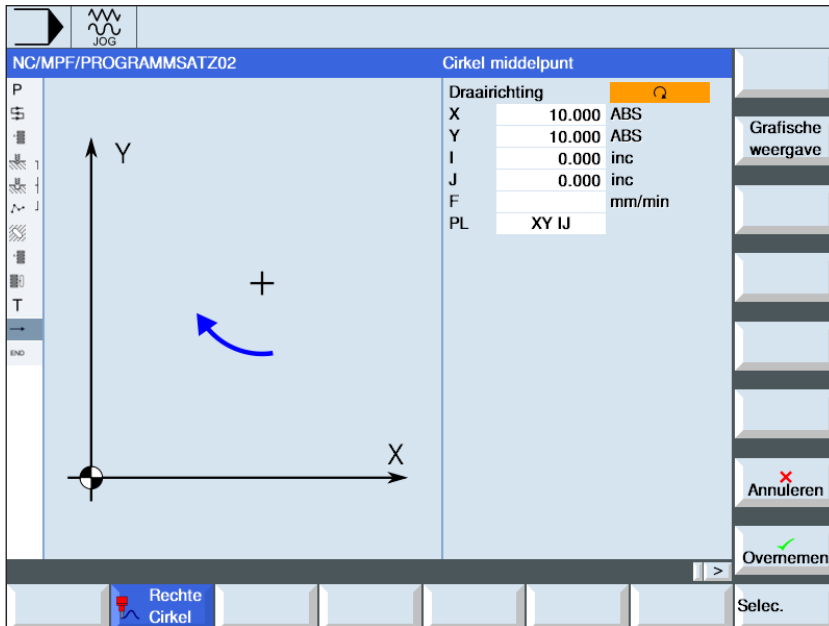 JOG
NC/MPF/PROGRAMMSATZ02
Cirkel middelpunt
P
T
END
Y
X
Draairichting
X 10.000 ABS
Y 10.000 ABS
I 0.000 inc
J 0.000 inc
F mm/min
PL XY IJ
Grafische
weergave
Annuleren
Overnemen
>
Rechte
Cirkel
Selec.